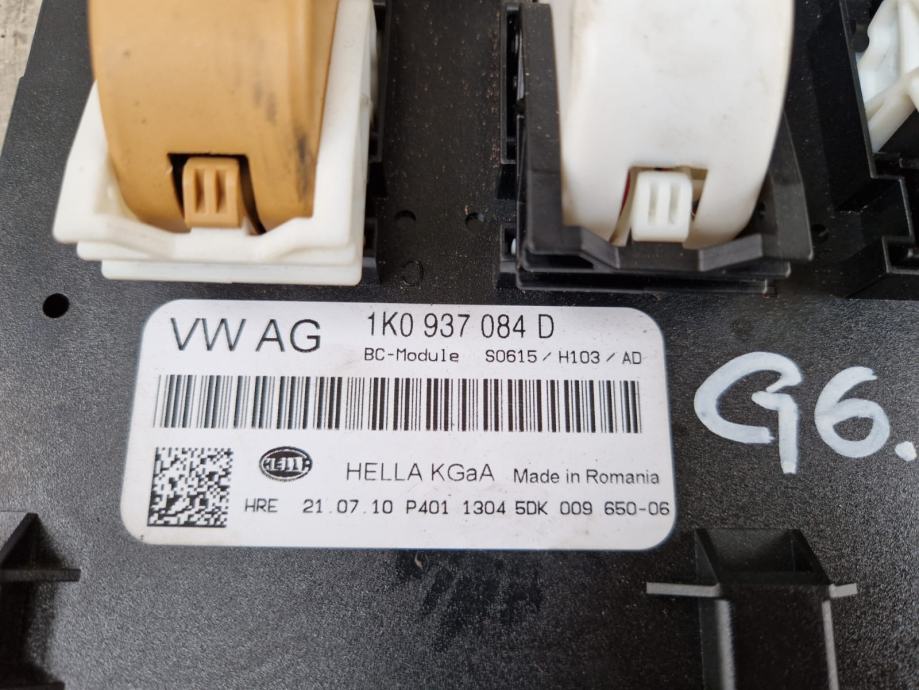 VW AG 1K0 937 084 D
BC-Module S0615/H103/AD
HELLA
HELLA KGaA Made in Romania
HRE 21.07.10 P401 1304 5DK 009 650-06
G6.